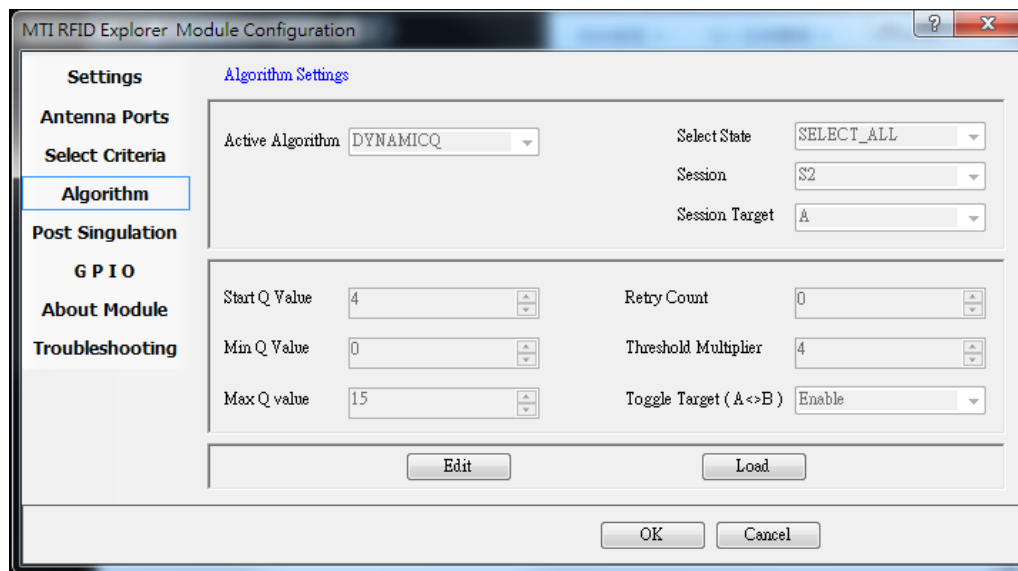 MTI RFID Explorer  Module Configuration
Settings
Antenna Ports
Select Criteria
Algorithm
Post Singulation
G P I O
About Module
Troubleshooting
Algorithm Settings
Active Algorithm DYNAMICQ
Select State SELECT_ALL
Session S2
Session Target A
Start Q Value 4
Retry Count 0
Min Q Value 0
Threshold Multiplier 4
Max Q value 15
Toggle Target ( A<>B ) Enable
Edit Load
OK Cancel